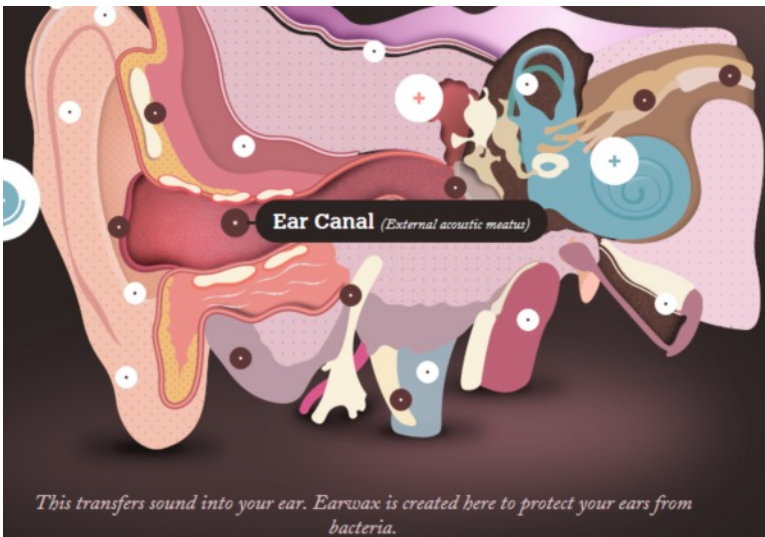 Ear Canal (External acoustic meatus)
This transfers sound into your ear. Earwax is created here to protect your ears from
bacteria.